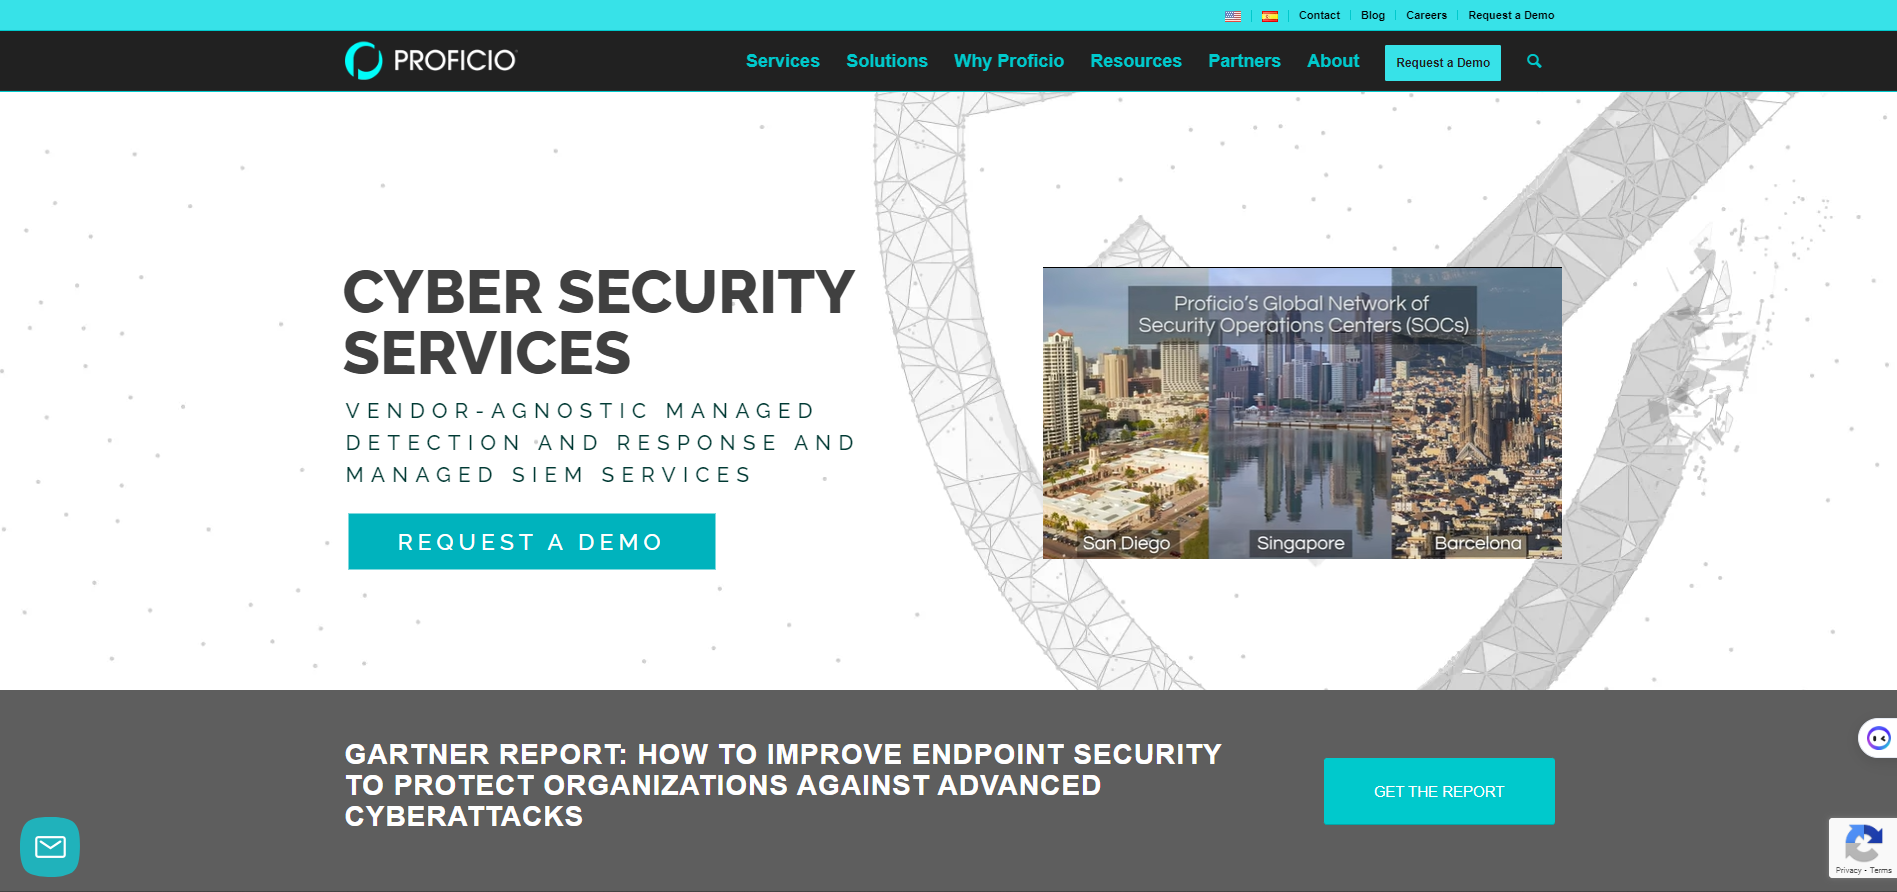 Contact
Blog
Careers
Request a Demo
PROFICIO
Services
Solutions
Why Proficio
Resources
Partners
About
Request a Demo
CYBER SECURITY
SERVICES
VENDOR-AGNOSTIC MANAGED
DETECTION AND RESPONSE AND
MANAGED SIEM SERVICES
REQUEST A DEMO
Proficio's Global Network of
Security Operations Centers (SOCs)
San Diego
Singapore
Barcelona
GARTNER REPORT: HOW TO IMPROVE ENDPOINT SECURITY
TO PROTECT ORGANIZATIONS AGAINST ADVANCED
CYBERATTACKS
GET THE REPORT
Privacy - Terms